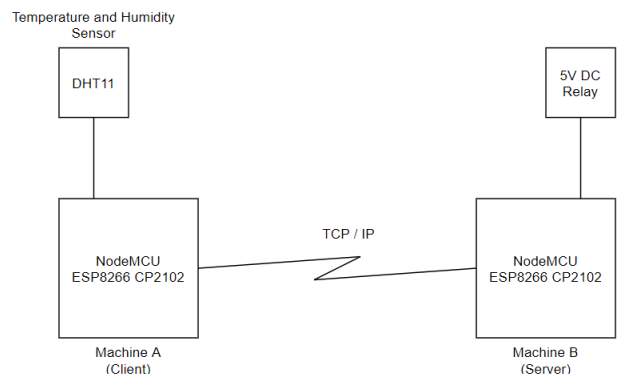 Temperature and Humidity
Sensor
DHT11
5V DC
Relay
TCP / IP
NodeMCU
ESP8266 CP2102
NodeMCU
ESP8266 CP2102
Machine A
(Client)
Machine B
(Server)